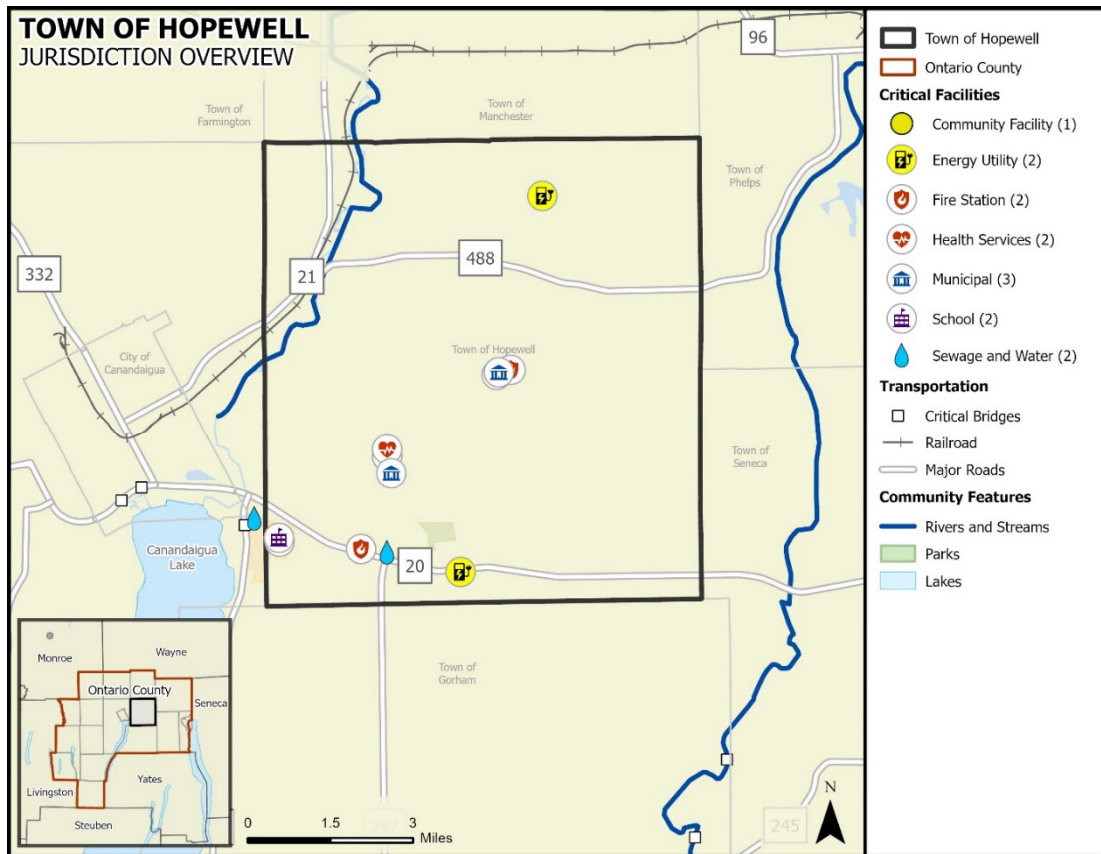 TOWN OF HOPEWELL
JURISDICTION OVERVIEW
96
Town of
Farmington
Town of
Manchester
Town of
Phelps
332
21
488
City of
Canandaigua
Town of Hopewell
Town of
Seneca
Canandaigua
Lake
20
Town of
Gorham
247
245
Monroe
Wayne
Ontario County
Seneca
Yates
Livingston
Steuben
0
1.5
3
Miles
N
Town of Hopewell
Ontario County
Critical Facilities
Community Facility (1)
Energy Utility (2)
Fire Station (2)
Health Services (2)
Municipal (3)
School (2)
Sewage and Water (2)
Transportation
Critical Bridges
Railroad
Major Roads
Community Features
Rivers and Streams
Parks
Lakes